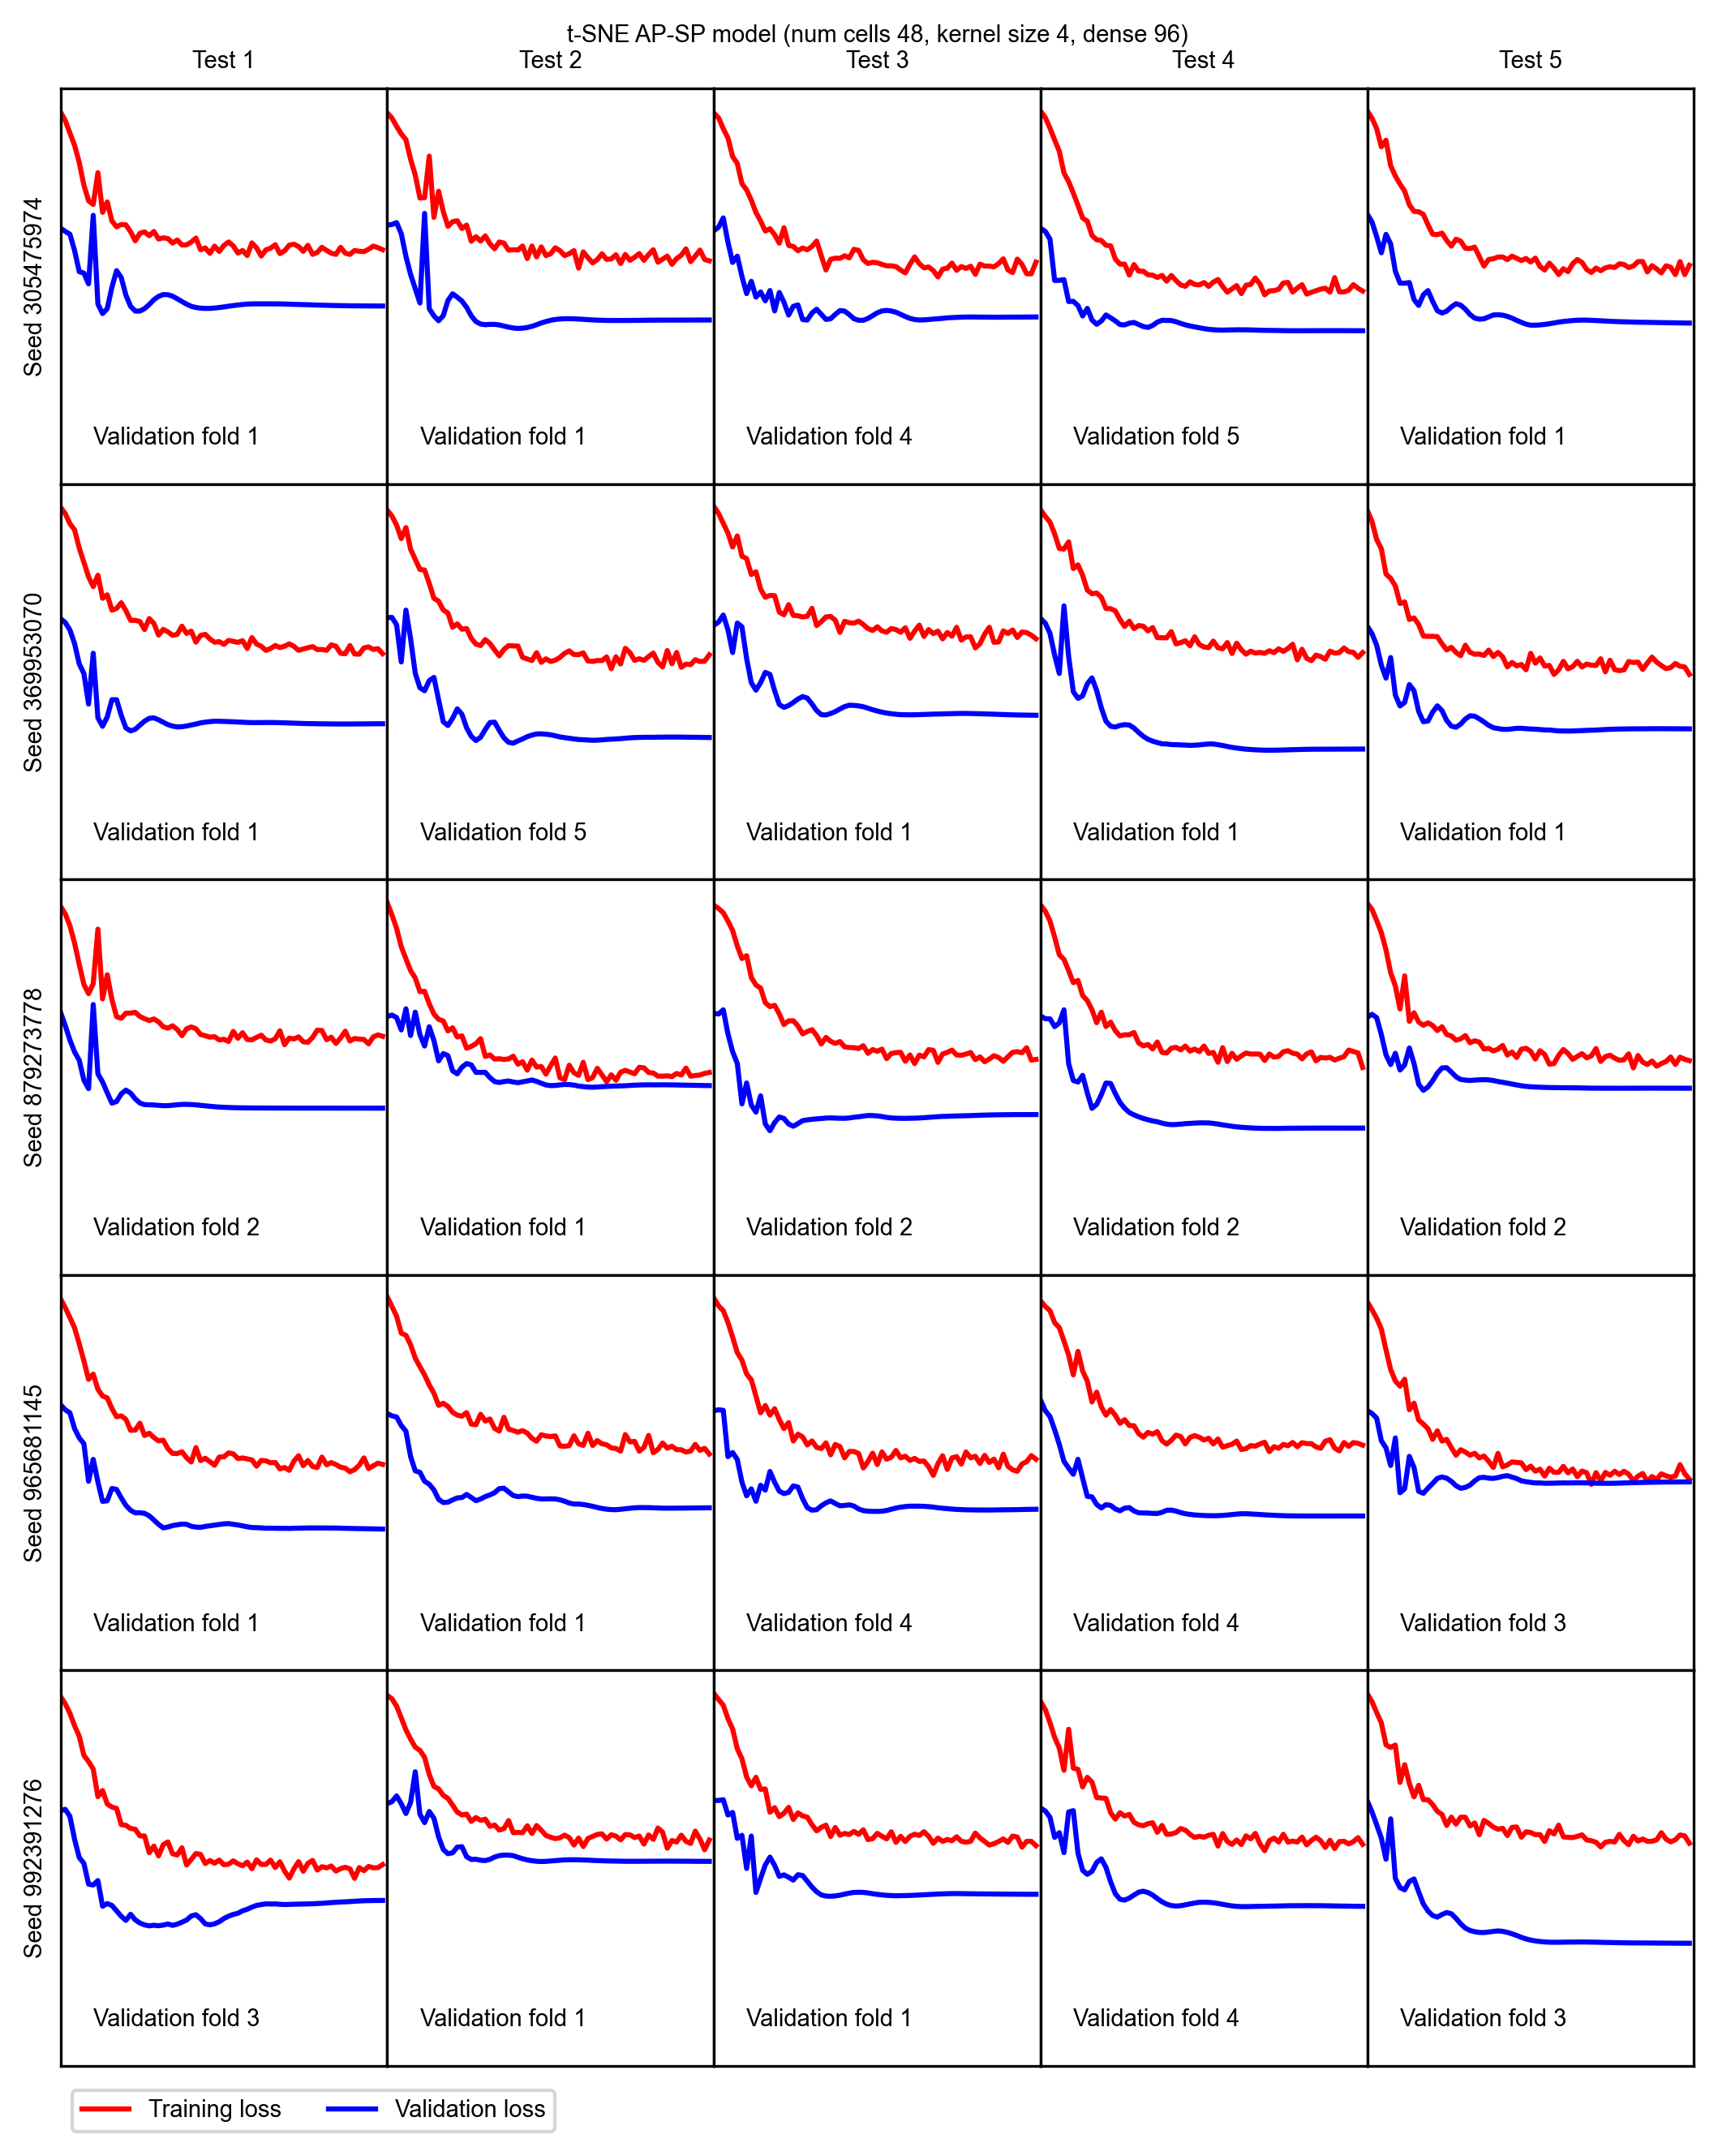 t-SNE AP-SP model (num cells 48, kernel size 4, dense 96)
Test 1 Test 2 Test 3 Test 4 Test 5
Seed 305475974
Validation fold 1 Validation fold 1 Validation fold 4 Validation fold 5 Validation fold 1
Seed 369953070
Validation fold 1 Validation fold 5 Validation fold 1 Validation fold 1 Validation fold 1
Seed 879273778
Validation fold 2 Validation fold 1 Validation fold 2 Validation fold 2 Validation fold 2
Seed 965681145
Validation fold 1 Validation fold 1 Validation fold 4 Validation fold 4 Validation fold 3
Seed 992391276
Validation fold 3 Validation fold 1 Validation fold 1 Validation fold 4 Validation fold 3
Training loss Validation loss